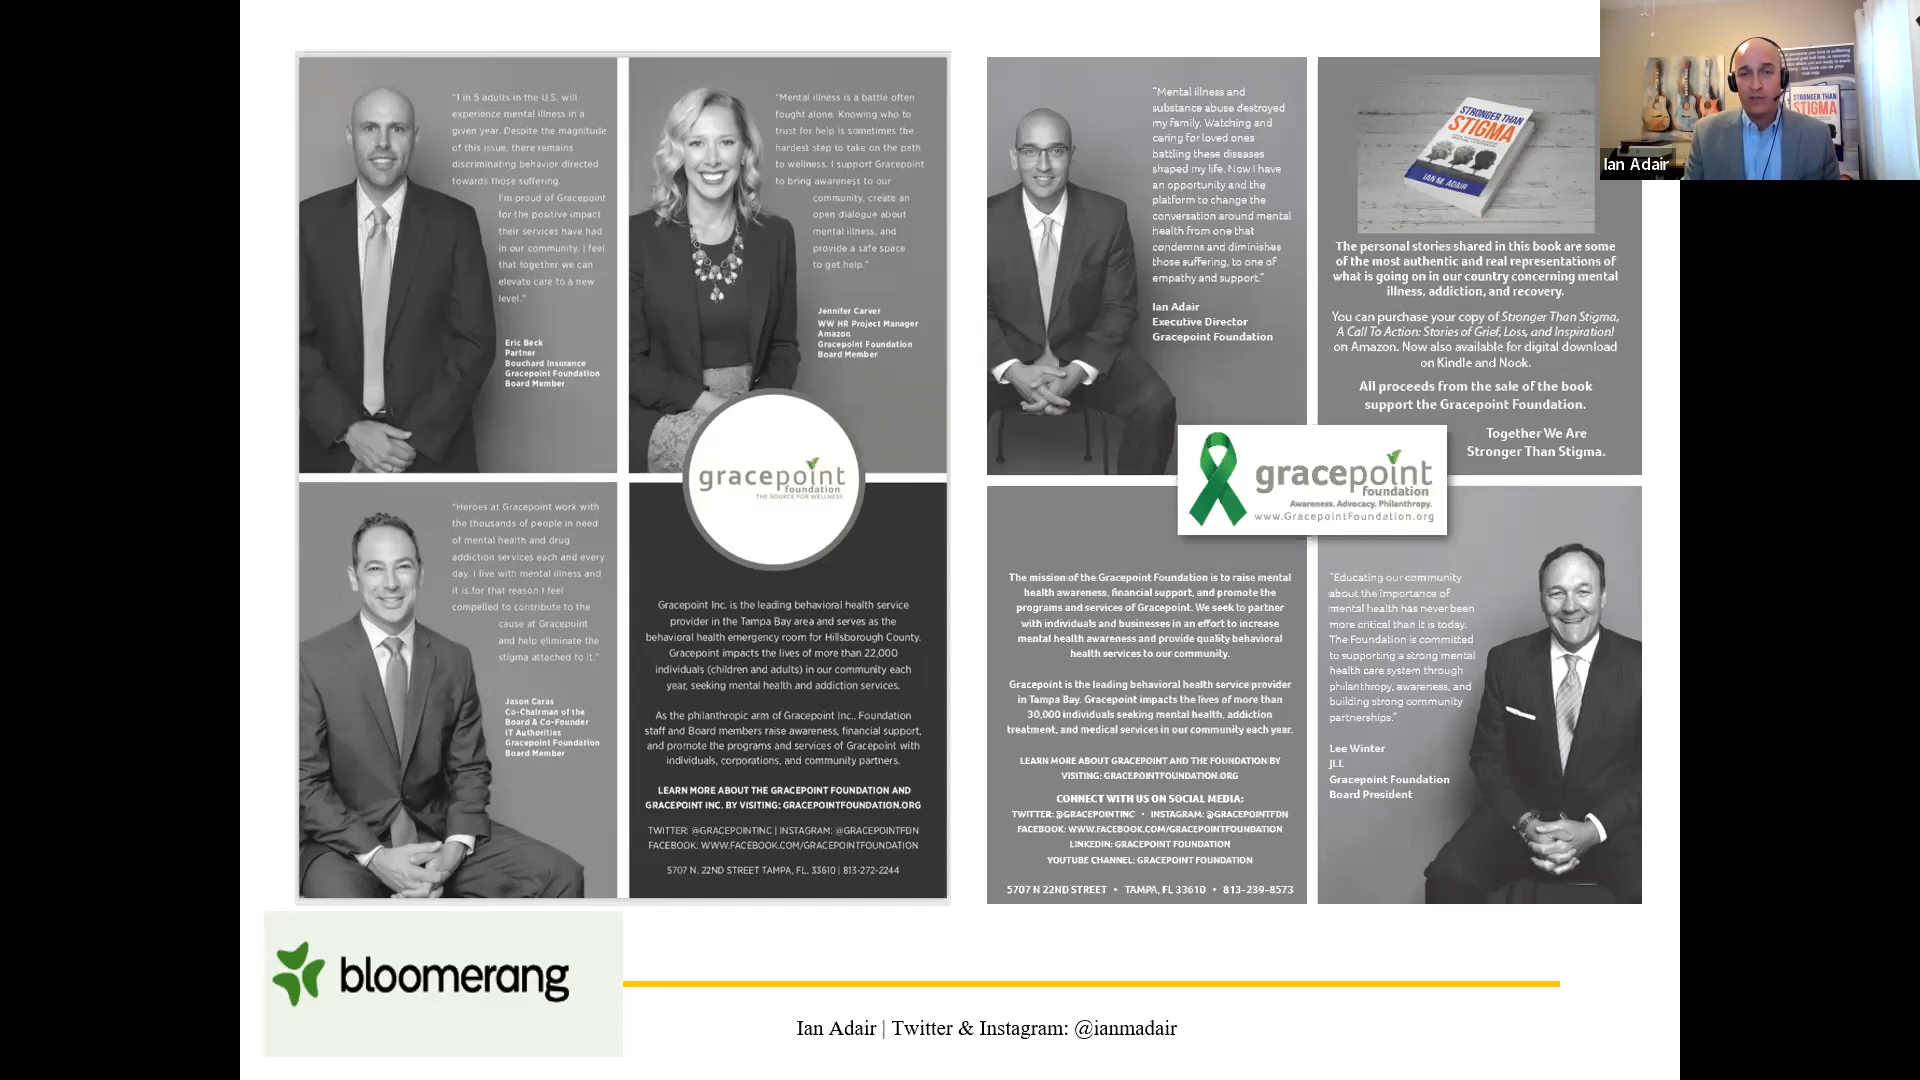 "1 in 5 adults in the U.S. will
experience mental illness in a
given year. Despite the magnitude
of this issue, there remains
discriminating behavior directed
towards those suffering.
I'm proud of Gracepoint
for the positive impact
their services have had
in our community. I feel
that together we can
elevate care to a new
level."
Eric Beck
Partner
Bouchard Insurance
Gracepoint Foundation
Board Member
"Mental illness is a battle often
fought alone. Knowing who to
trust for help is sometimes the
hardest step to take on the path
to wellness. I support Gracepoint
to bring awareness to our
community, create an
open dialogue about
mental illness, and
provide a safe space
to get help."
Jennifer Carver
WW HR Project Manager
Amazon
Gracepoint Foundation
Board Member
gracepoint
foundation
THE SOURCE FOR WELLNESS
"Heroes at Gracepoint work with
the thousands of people in need
of mental health and drug
addiction services each and every
day. I live with mental illness and
it is for that reason I feel
compelled to contribute to the
cause at Gracepoint
and help eliminate the
stigma attached to it."
Jason Caras
Co-Chairman of the
Board & Co-Founder
IT Authorities
Gracepoint Foundation
Board Member
Gracepoint Inc. is the leading behavioral health service
provider in the Tampa Bay area and serves as the
behavioral health emergency room for Hillsborough County.
Gracepoint impacts the lives of more than 22,000
individuals (children and adults) in our community each
year, seeking mental health and addiction services.
As the philanthropic arm of Gracepoint Inc., Foundation
staff and Board members raise awareness, financial support,
and promote the programs and services of Gracepoint with
individuals, corporations, and community partners.
LEARN MORE ABOUT THE GRACEPOINT FOUNDATION AND
GRACEPOINT INC. BY VISITING: GRACEPOINTFOUNDATION.ORG
TWITTER: @GRACEPOINTINC | INSTAGRAM: @GRACEPOINTFDN
FACEBOOK: WWW.FACEBOOK.COM/GRACEPOINTFOUNDATION
5707 N. 22ND STREET TAMPA, FL. 33610 | 813-272-2244
"Mental illness and
substance abuse destroyed
my family. Watching and
caring for loved ones
battling these diseases
shaped my life. Now I have
an opportunity and the
platform to change the
conversation around mental
health from one that
condemns and diminishes
those suffering, to one of
empathy and support."
Ian Adair
Executive Director
Gracepoint Foundation
STRONGER THAN
STIGMA
IAN M. ADAIR
The personal stories shared in this book are some
of the most authentic and real representations of
what is going on in our country concerning mental
illness, addiction, and recovery.
You can purchase your copy of Stronger Than Stigma,
A Call To Action: Stories of Grief, Loss, and Inspiration!
on Amazon. Now also available for digital download
on Kindle and Nook.
All proceeds from the sale of the book
support the Gracepoint Foundation.
Together We Are
Stronger Than Stigma.
gracepoint
foundation
Awareness. Advocacy. Philanthropy.
www.GracepointFoundation.org
The mission of the Gracepoint Foundation is to raise mental
health awareness, financial support, and promote the
programs and services of Gracepoint. We seek to partner
with individuals and businesses in an effort to increase
mental health awareness and provide quality behavioral
health services to our community.
Gracepoint is the leading behavioral health service provider
in Tampa Bay. Gracepoint impacts the lives of more than
30,000 individuals seeking mental health, addiction
treatment, and medical services in our community each year.
LEARN MORE ABOUT GRACEPOINT AND THE FOUNDATION BY
VISITING: GRACEPOINTFOUNDATION.ORG
CONNECT WITH US ON SOCIAL MEDIA:
TWITTER: @GRACEPOINTINC • INSTAGRAM: @GRACEPOINTFDN
FACEBOOK: WWW.FACEBOOK.COM/GRACEPOINTFOUNDATION
LINKEDIN: GRACEPOINT FOUNDATION
YOUTUBE CHANNEL: GRACEPOINT FOUNDATION
5707 N 22ND STREET • TAMPA, FL 33610 • 813-239-8573
"Educating our community
about the importance of
mental health has never been
more critical than it is today.
The Foundation is committed
to supporting a strong mental
health care system through
philanthropy, awareness, and
building strong community
partnerships."
Lee Winter
JLL
Gracepoint Foundation
Board President
STRONGER THAN
STIGMA
Ian Adair
bloomerang
Ian Adair | Twitter & Instagram: @ianmadair